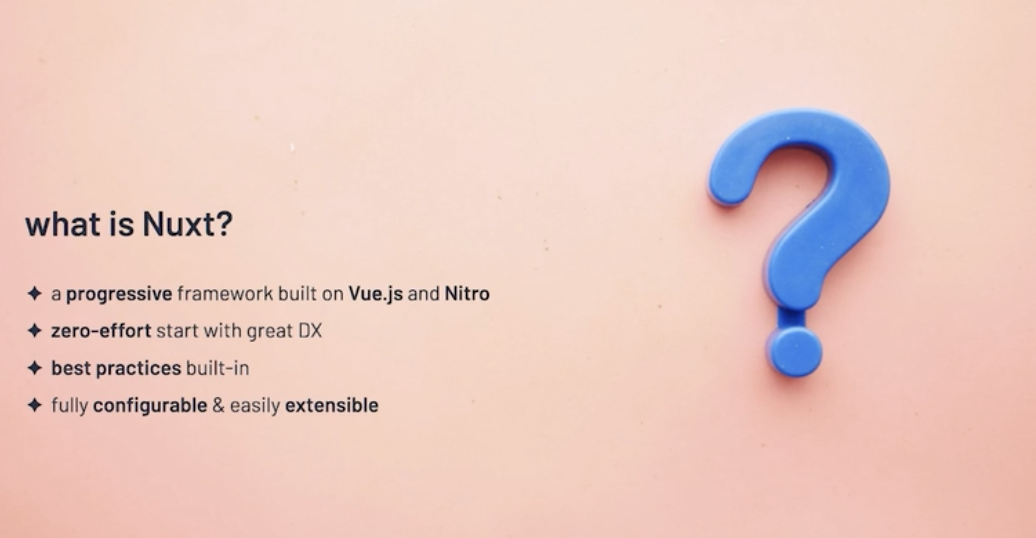 what is Nuxt?
✦ a progressive framework built on Vue.js and Nitro
✦ zero-effort start with great DX
✦ best practices built-in
✦ fully configurable & easily extensible